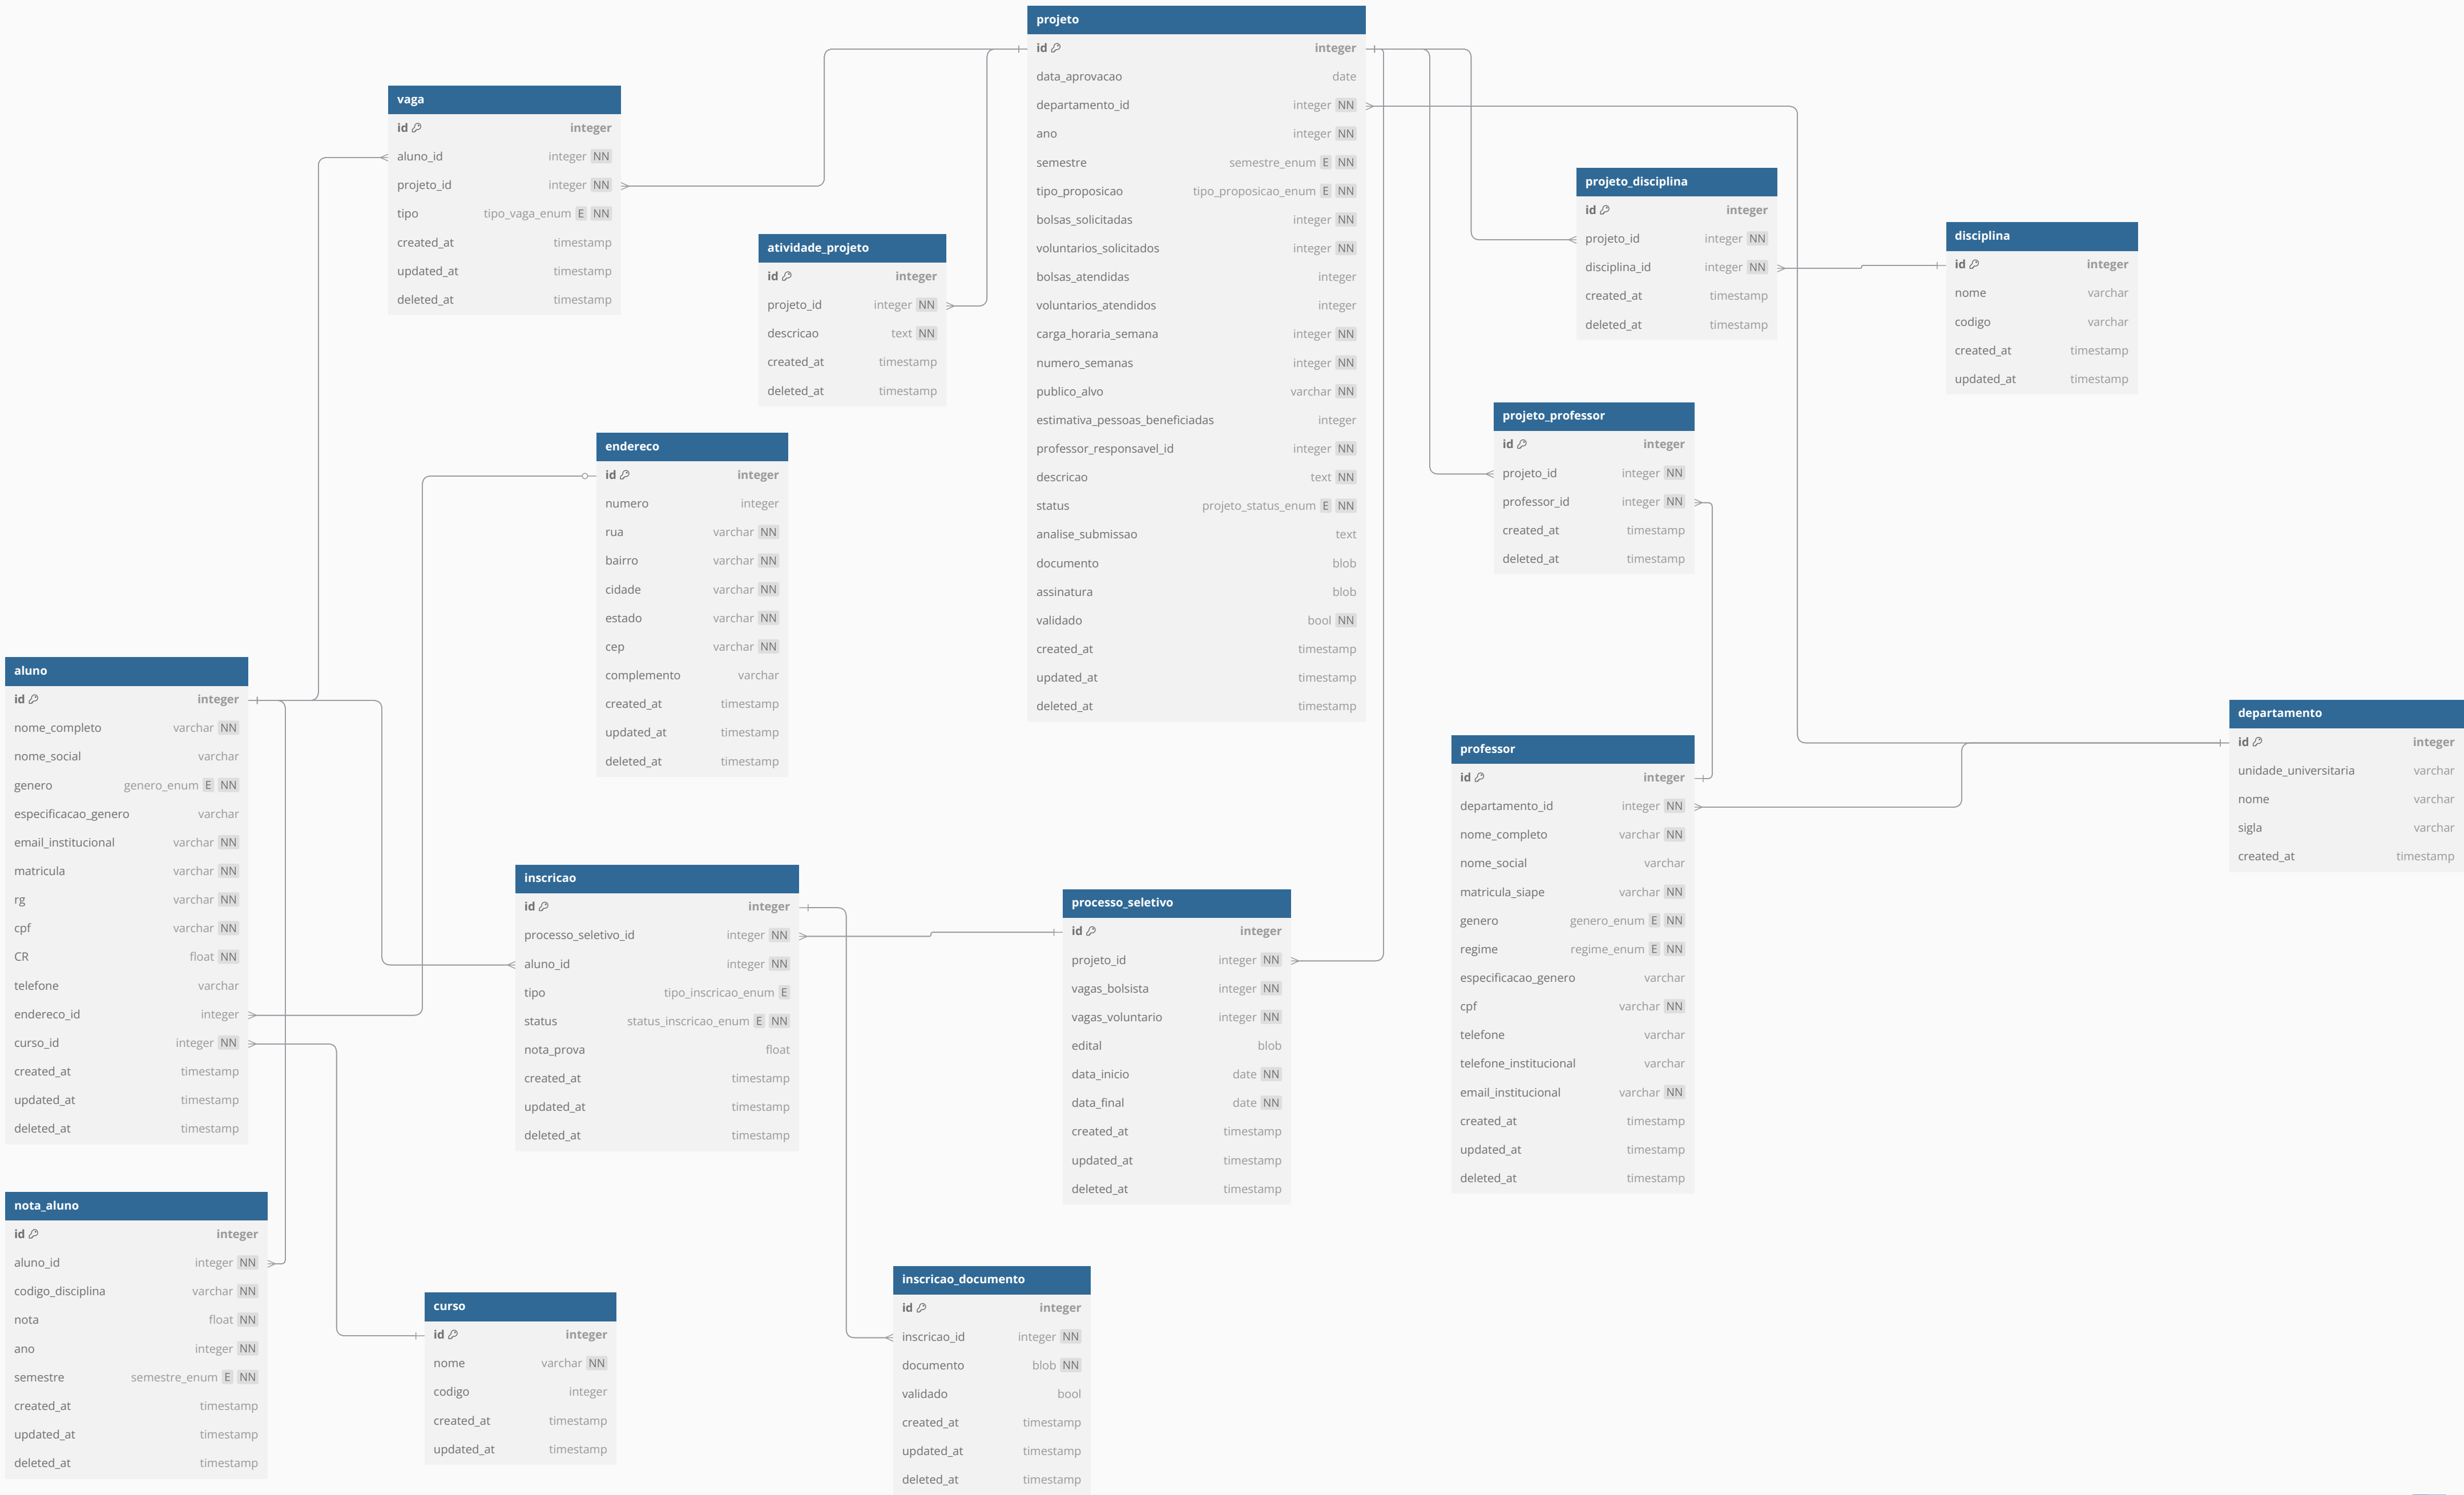 projeto
id integer
data_aprovacao date
departamento_id integer NN
ano integer NN
semestre semestre_enum E NN
tipo_proposicao tipo_proposicao_enum E NN
bolsas_solicitadas integer NN
voluntarios_solicitados integer NN
bolsas_atendidas integer
voluntarios_atendidos integer
carga_horaria_semana integer NN
numero_semanas integer NN
publico_alvo varchar NN
estimativa_pessoas_beneficiadas integer
professor_responsavel_id integer NN
descricao text NN
status projeto_status_enum E NN
analise_submissao text
documento blob
assinatura blob
validado bool NN
created_at timestamp
updated_at timestamp
deleted_at timestamp
vaga
id integer
aluno_id integer NN
projeto_id integer NN
tipo tipo_vaga_enum E NN
created_at timestamp
updated_at timestamp
deleted_at timestamp
atividade_projeto
id integer
projeto_id integer NN
descricao text NN
created_at timestamp
deleted_at timestamp
projeto_disciplina
id integer
projeto_id integer NN
disciplina_id integer NN
created_at timestamp
deleted_at timestamp
disciplina
id integer
nome varchar
codigo varchar
created_at timestamp
updated_at timestamp
projeto_professor
id integer
projeto_id integer NN
professor_id integer NN
created_at timestamp
deleted_at timestamp
endereco
id integer
numero integer
rua varchar NN
bairro varchar NN
cidade varchar NN
estado varchar NN
cep varchar NN
complemento varchar
created_at timestamp
updated_at timestamp
deleted_at timestamp
aluno
id integer
nome_completo varchar NN
nome_social varchar
genero genero_enum E NN
especificacao_genero varchar
email_institucional varchar NN
matricula varchar NN
rg varchar NN
cpf varchar NN
CR float NN
telefone varchar
endereco_id integer
curso_id integer NN
created_at timestamp
updated_at timestamp
deleted_at timestamp
departamento
id integer
unidade_universitaria varchar
nome varchar
sigla varchar
created_at timestamp
professor
id integer
departamento_id integer NN
nome_completo varchar NN
nome_social varchar
matricula_siape varchar NN
genero genero_enum E NN
regime regime_enum E NN
especificacao_genero varchar
cpf varchar NN
telefone varchar
telefone_institucional varchar
email_institucional varchar NN
created_at timestamp
updated_at timestamp
deleted_at timestamp
inscricao
id integer
processo_seletivo_id integer NN
aluno_id integer NN
tipo tipo_inscricao_enum E
status status_inscricao_enum E NN
nota_prova float
created_at timestamp
updated_at timestamp
deleted_at timestamp
processo_seletivo
id integer
projeto_id integer NN
vagas_bolsista integer NN
vagas_voluntario integer NN
edital blob
data_inicio date NN
data_final date NN
created_at timestamp
updated_at timestamp
deleted_at timestamp
nota_aluno
id integer
aluno_id integer NN
codigo_disciplina varchar NN
nota float NN
ano integer NN
semestre semestre_enum E NN
created_at timestamp
updated_at timestamp
deleted_at timestamp
curso
id integer
nome varchar NN
codigo integer
created_at timestamp
updated_at timestamp
inscricao_documento
id integer
inscricao_id integer NN
documento blob NN
validado bool
created_at timestamp
updated_at timestamp
deleted_at timestamp